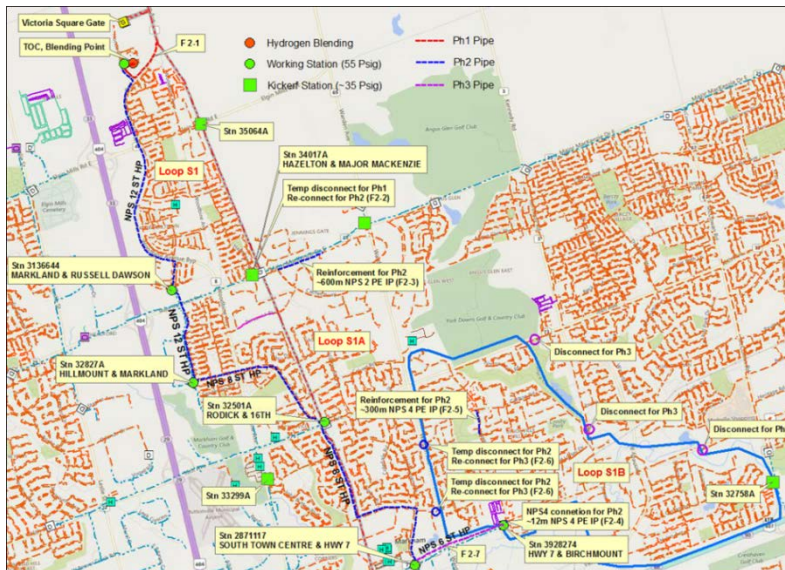 Victoria Square Gate
TOC, Blending Point
F 2-1
Hydrogen Blending
Working Station (55 Psig)
Kicker Station (~35 Psig)
Ph1 Pipe
Ph2 Pipe
Ph3 Pipe
Stn 35064A
Loop S1
NPS 12 ST HP
Stn 34017A
HAZELTON & MAJOR MACKENZIE
Temp disconnect for Ph1
Re-connect for Ph2 (F2-2)
Stn 3136644
MARKLAND & RUSSELL DAWSON
Reinforcement for Ph2
~600m NPS 2 PE IP (F2-3)
NPS 12 ST HP
Loop S1A
Disconnect for Ph3
Stn 32827A
HILLMOUNT & MARKLAND
NPS 8 ST HP
Stn 32501A
RODICK & 16TH
Reinforcement for Ph2
~300m NPS 4 PE IP (F2-5)
Disconnect for Ph3
Disconnect for Ph
Temp disconnect for Ph2
Re-connect for Ph3 (F2-6)
Loop S1B
Stn 33299A
NPS 6 ST HP
Temp disconnect for Ph2
Re-connect for Ph3 (F2-6)
Stn 32758A
NPS4 connetion for Ph2
~12m NPS 4 PE IP (F2-4)
Stn 2871117
SOUTH TOWN CENTRE & HWY 7
NPS 6 ST HP
F 2-7
Stn 3928274
HWY 7 & BIRCHMOUNT